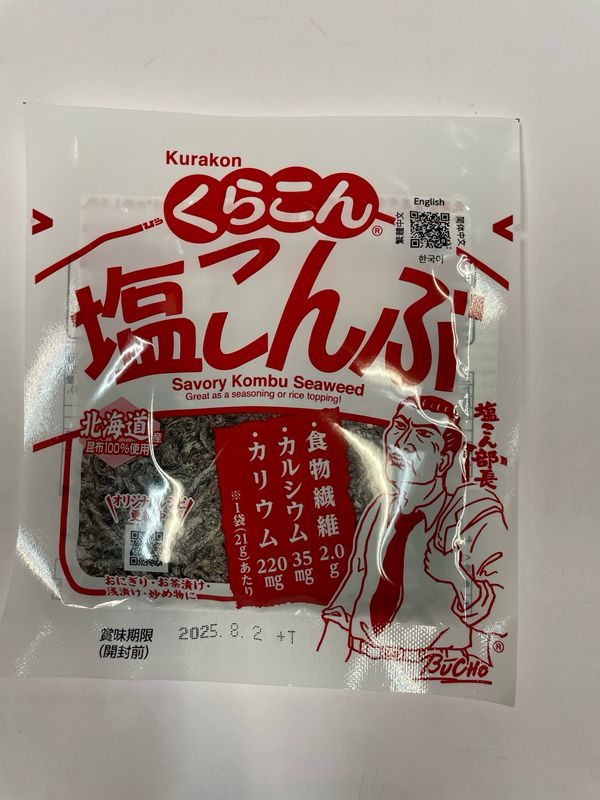 Kurakon
くらこん
®
English
繁體中文
简体中文
한국어
塩こんぶ
Savory Kombu Seaweed
Great as a seasoning or rice topping!
北海道産
昆布100%使用
・食物繊維 2.0g
・カルシウム 35mg
・カリウム 220mg
※1袋(21g)あたり
塩こん部長
おにぎり・お茶漬け・
浅漬け・炒め物に
賞味期限
(開封前)
2025. 8. 2 +T
BUCHO
®